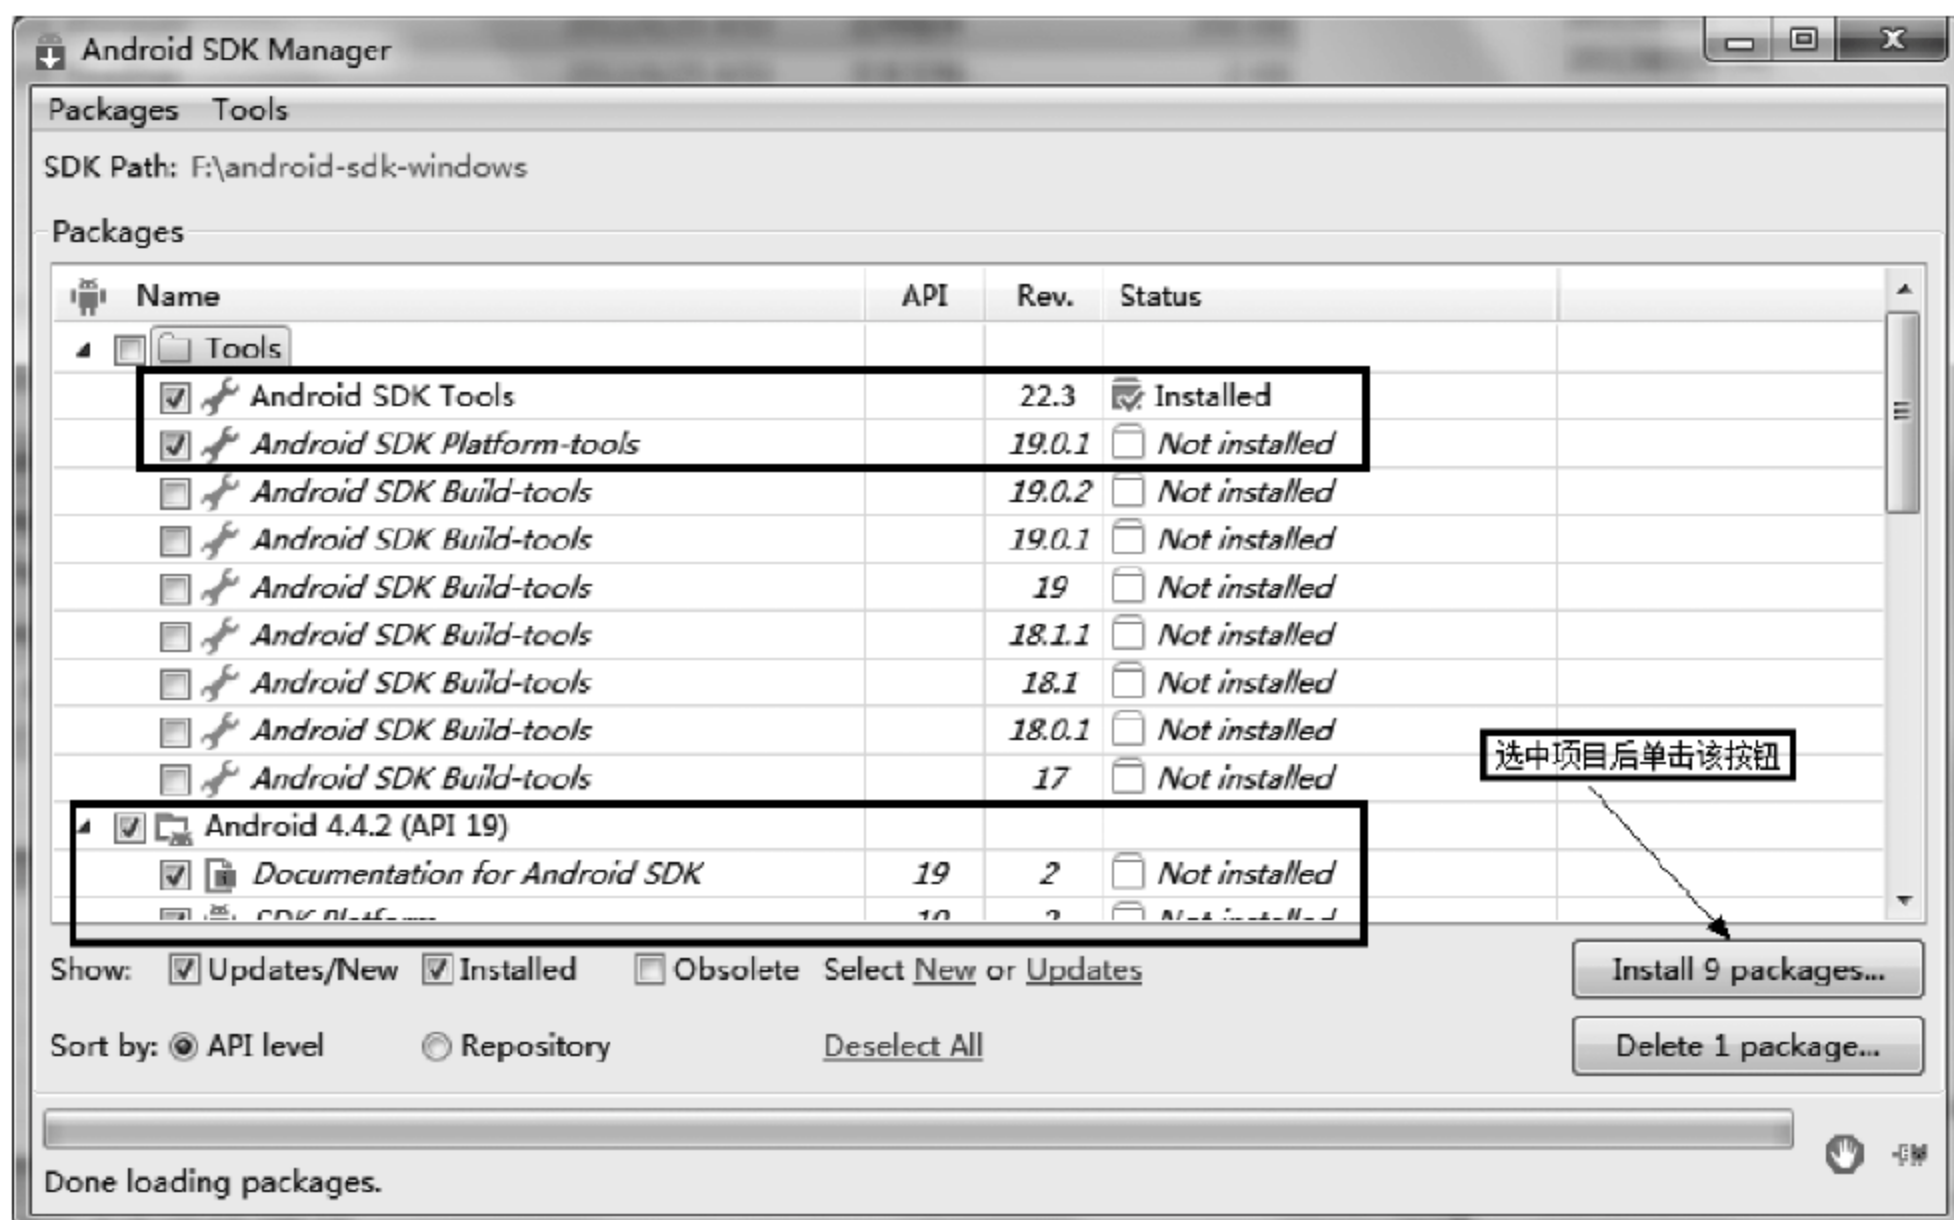 Android SDK Manager
Packages Tools
SDK Path: F:\android-sdk-windows
Packages
Name API Rev. Status
Tools
Android SDK Tools 22.3 Installed
Android SDK Platform-tools 19.0.1 Not installed
Android SDK Build-tools 19.0.2 Not installed
Android SDK Build-tools 19.0.1 Not installed
Android SDK Build-tools 19 Not installed
Android SDK Build-tools 18.1.1 Not installed
Android SDK Build-tools 18.1 Not installed
Android SDK Build-tools 18.0.1 Not installed
选中项目后单击该按钮
Android SDK Build-tools 17 Not installed
Android 4.4.2 (API 19)
Documentation for Android SDK 19 2 Not installed
SDK Platform 19 2 Not installed
Show: Updates/New Installed Obsolete Select New or Updates Install 9 packages...
Sort by: API level Repository Deselect All Delete 1 package...
Done loading packages.